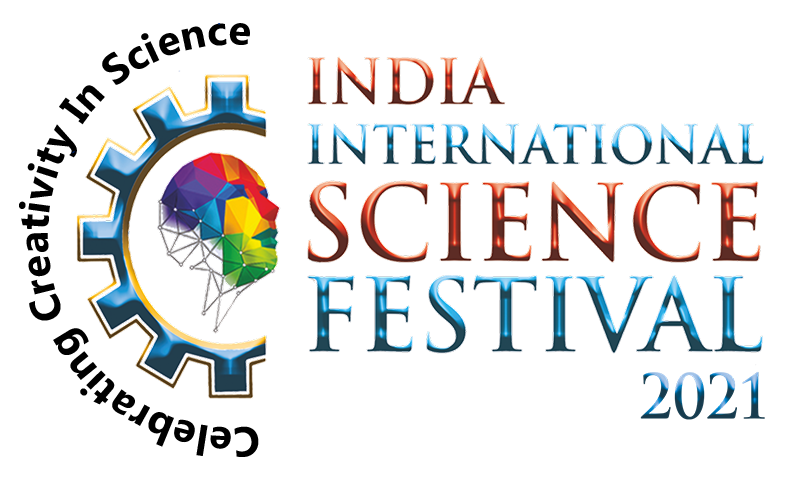 Celebrating Creativity In Science
INDIA
INTERNATIONAL
SCIENCE
FESTIVAL
2021